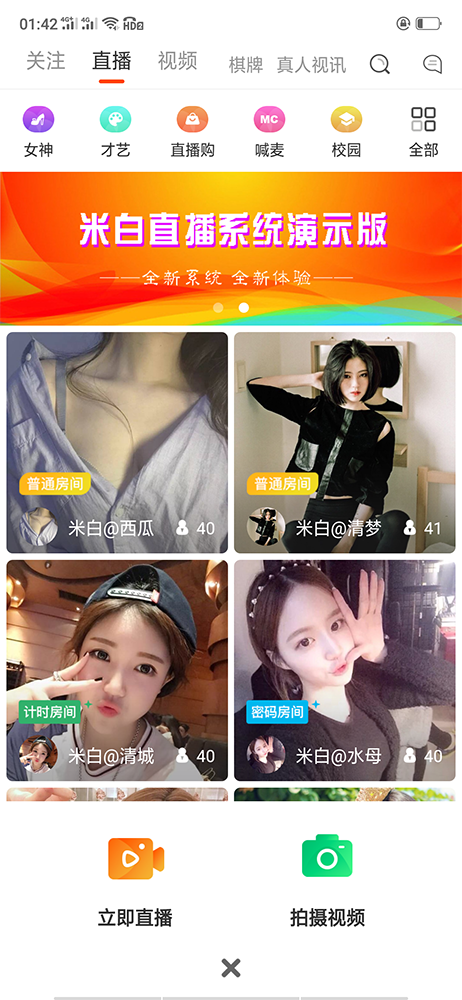 01:42 4G+ 4G HD2
关注 直播 视频 棋牌 真人视讯
MC
女神 才艺 直播购 喊麦 校园 全部
米白直播系统演示版
——全新系统 全新体验——
普通房间 普通房间
米白@西瓜 40 米白@清梦 41
计时房间 密码房间
米白@清城 40 米白@水母 40
立即直播 拍摄视频